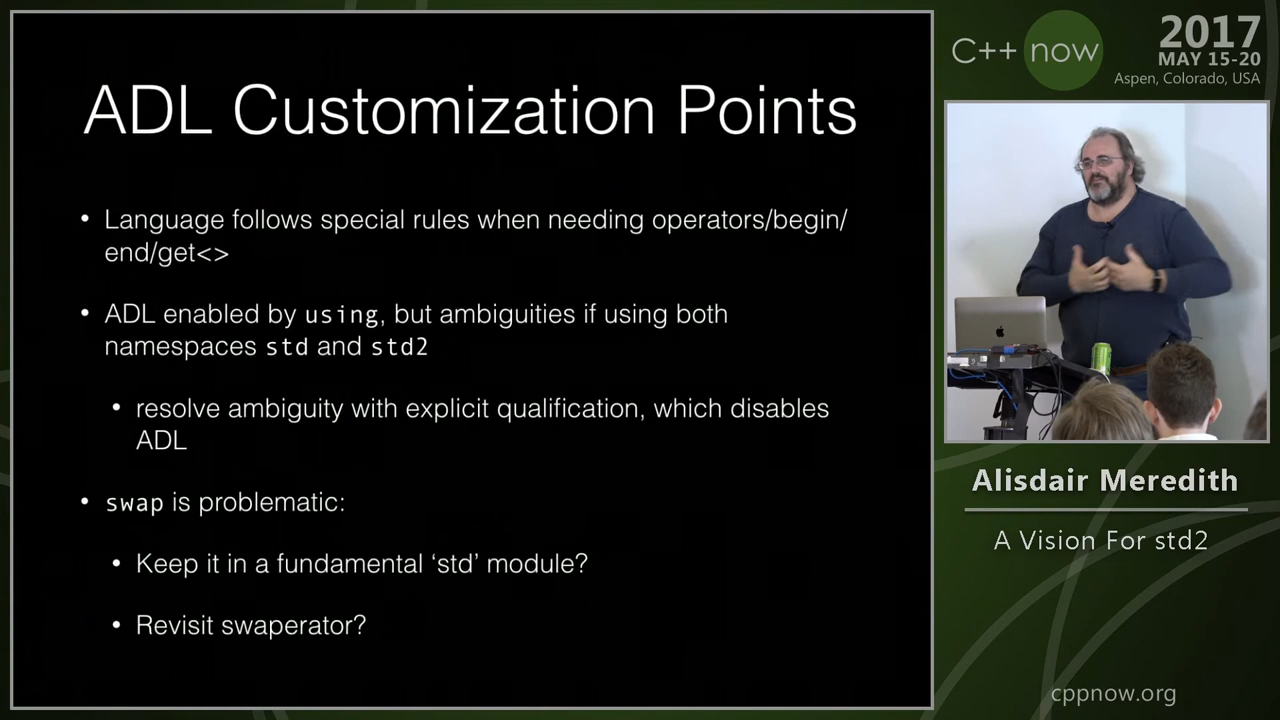 ADL Customization Points
• Language follows special rules when needing operators/begin/
end/get<>
• ADL enabled by using, but ambiguities if using both
namespaces std and std2
• resolve ambiguity with explicit qualification, which disables
ADL
• swap is problematic:
• Keep it in a fundamental ‘std’ module?
• Revisit swaperator?
C++ now
2017
MAY 15-20
Aspen, Colorado, USA
Alisdair Meredith
A Vision For std2
cppnow.org